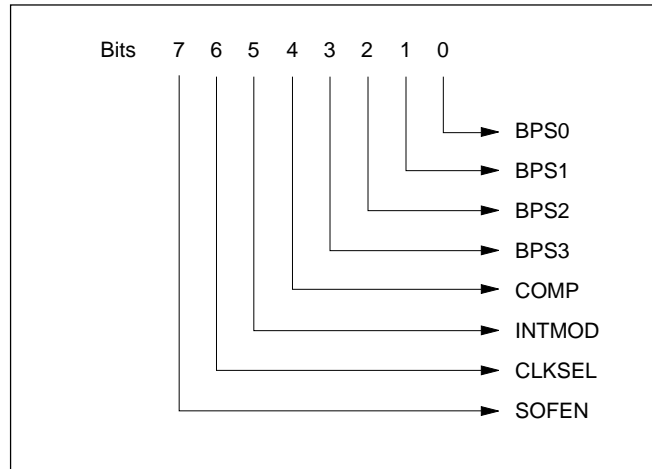 Bits 7 6 5 4 3 2 1 0
BPS0
BPS1
BPS2
BPS3
COMP
INTMOD
CLKSEL
SOFEN